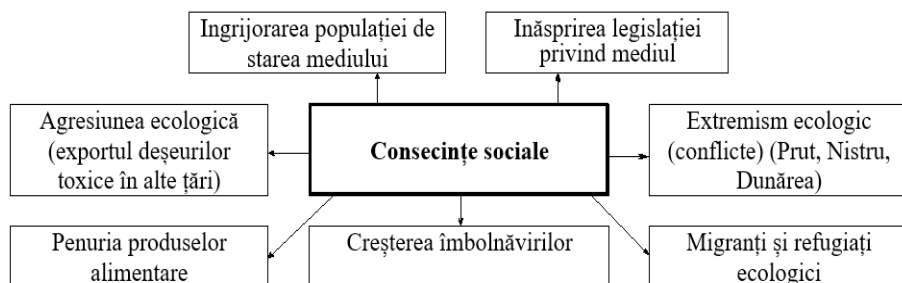 Ingrijorarea populației de
starea mediului
Inăsprirea legislației
privind mediul
Agresiunea ecologică
(exportul deșeurilor
toxice în alte țări)
Consecințe sociale
Extremism ecologic
(conflicte) (Prut, Nistru,
Dunărea)
Penuria produselor
alimentare
Creșterea îmbolnăvirilor
Migranți și refugiați
ecologici